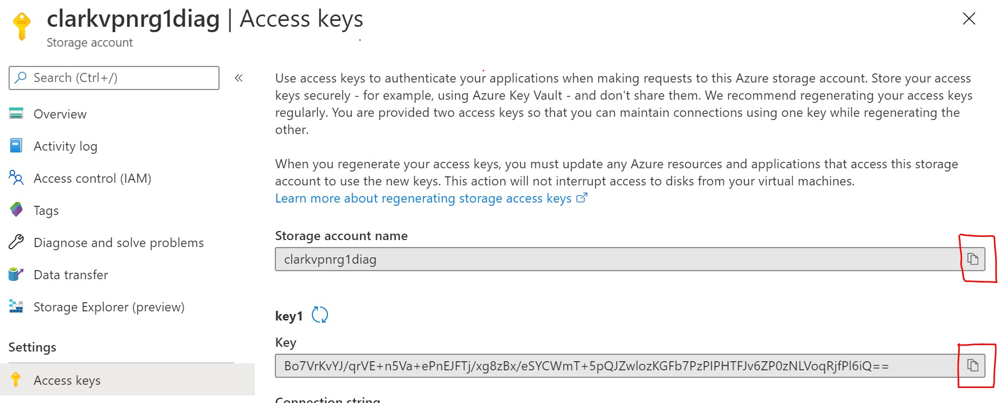 clarkvpnrg1diag | Access keys
Storage account
Search (Ctrl+/)
Overview
Activity log
Access control (IAM)
Tags
Diagnose and solve problems
Data transfer
Storage Explorer (preview)
Settings
Access keys
Use access keys to authenticate your applications when making requests to this Azure storage account. Store your access
keys securely - for example, using Azure Key Vault - and don't share them. We recommend regenerating your access keys
regularly. You are provided two access keys so that you can maintain connections using one key while regenerating the
other.
When you regenerate your access keys, you must update any Azure resources and applications that access this storage
account to use the new keys. This action will not interrupt access to disks from your virtual machines.
Learn more about regenerating storage access keys
Storage account name
clarkvpnrg1diag
key1
Key
Bo7VrKvYJ/qrVE+n5Va+ePnEJFTj/xg8zBx/eSYCWmT+5pQJZwlozKGFb7PzPIPHTFJv6ZP0zNLVoqRjfPl6iQ==
Connection string